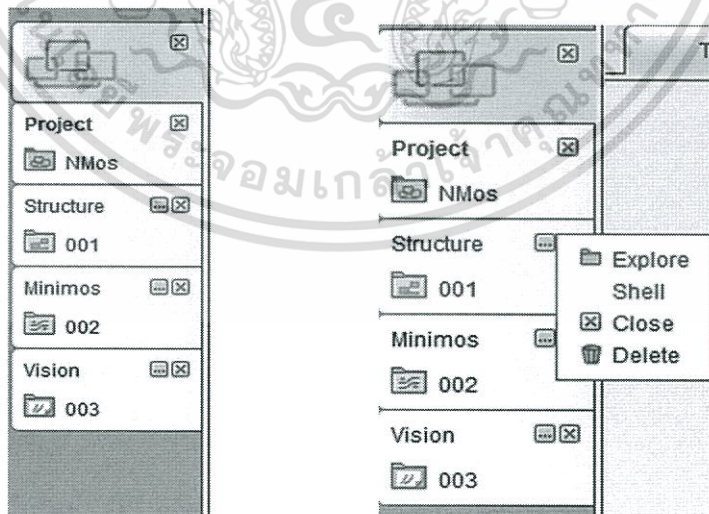 Project
NMos
Structure
001
Minimos
002
Vision
003
Project
NMos
Structure
001
Minimos
002
Vision
003
Explore
Shell
Close
Delete
T